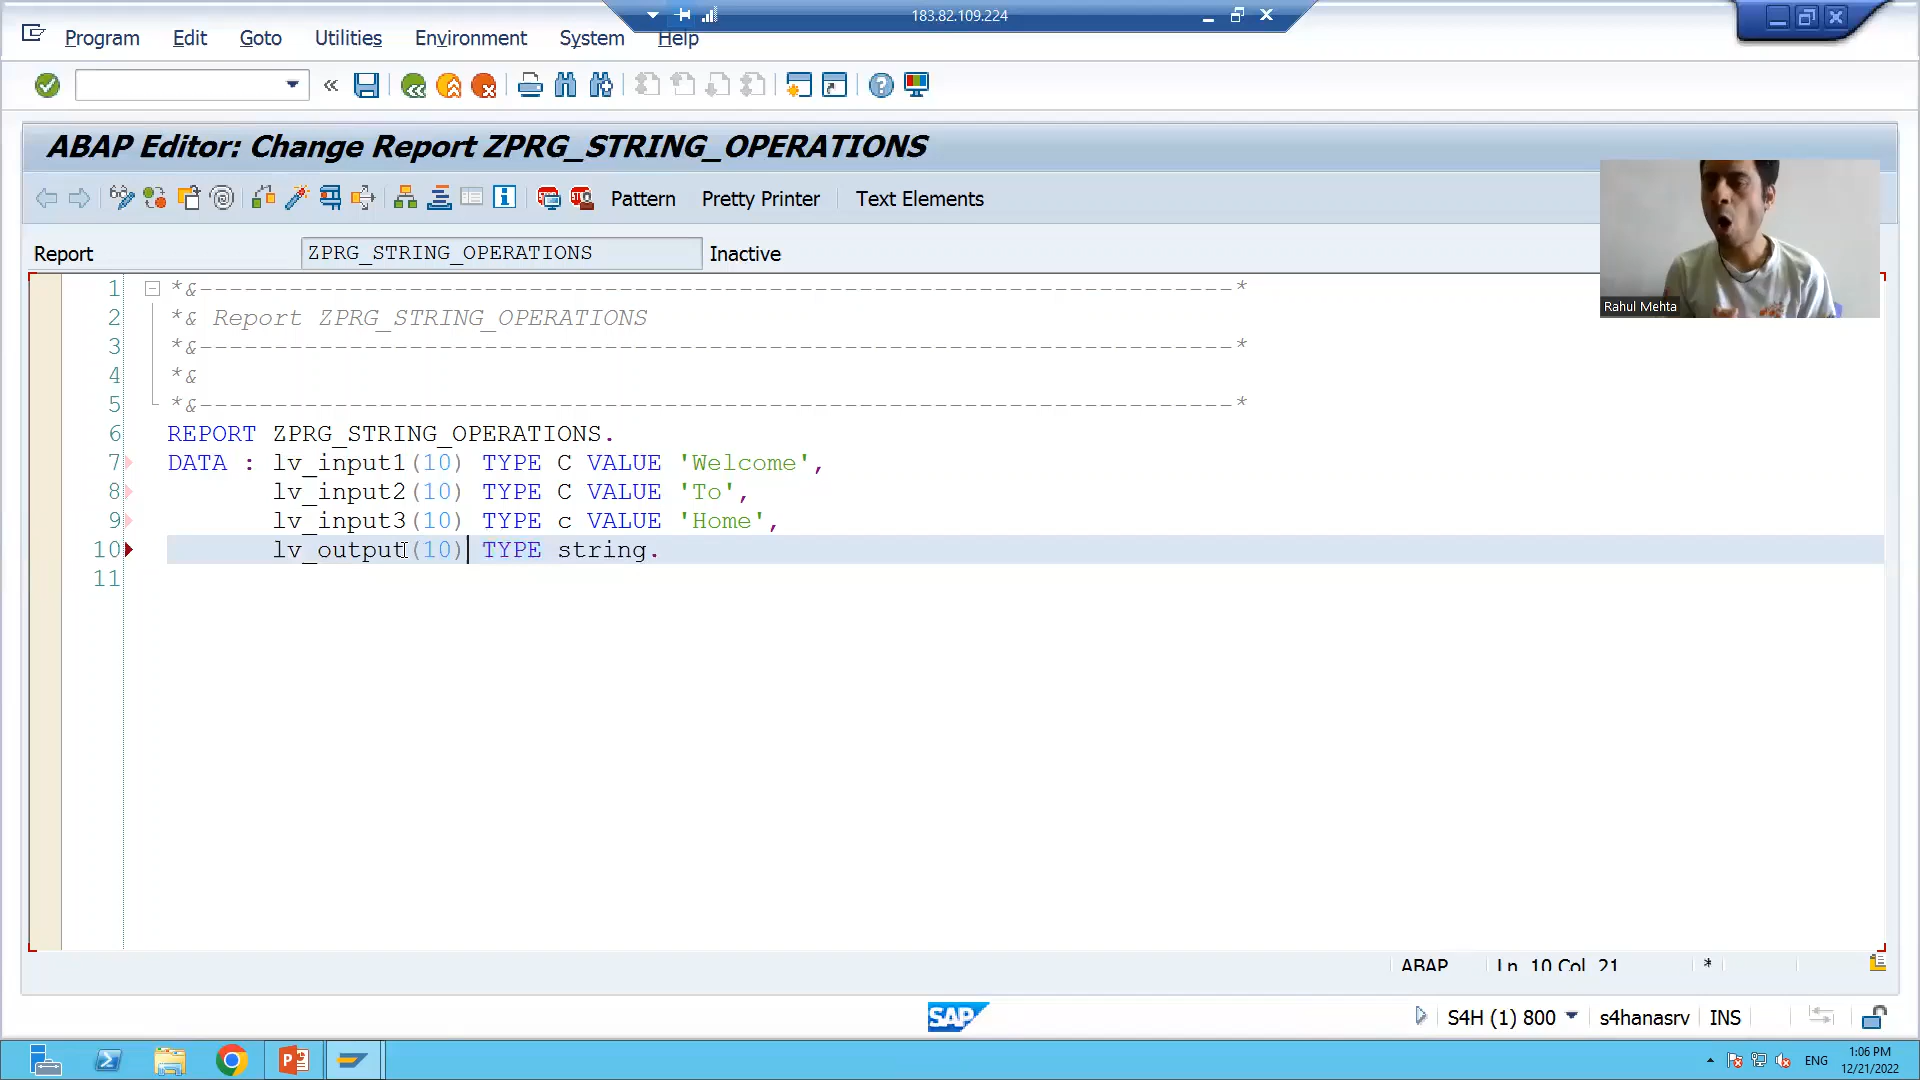 183.82.109.224
Program Edit Goto Utilities Environment System Help
ABAP Editor: Change Report ZPRG_STRING_OPERATIONS
Pattern Pretty Printer Text Elements
Report ZPRG_STRING_OPERATIONS Inactive
Rahul Mehta
1 *&---------------------------------------------------------------------*
2 *& Report ZPRG_STRING_OPERATIONS
3 *&---------------------------------------------------------------------*
4 *&
5 *&---------------------------------------------------------------------*
6 REPORT ZPRG_STRING_OPERATIONS.
7 DATA : lv_input1(10) TYPE C VALUE 'Welcome',
8 lv_input2(10) TYPE C VALUE 'To',
9 lv_input3(10) TYPE c VALUE 'Home',
10 lv_output(10) TYPE string.
11
ABAP Ln 10 Col 21 *
SAP
S4H (1) 800 s4hanasrv INS
ENG
1:06 PM
12/21/2022